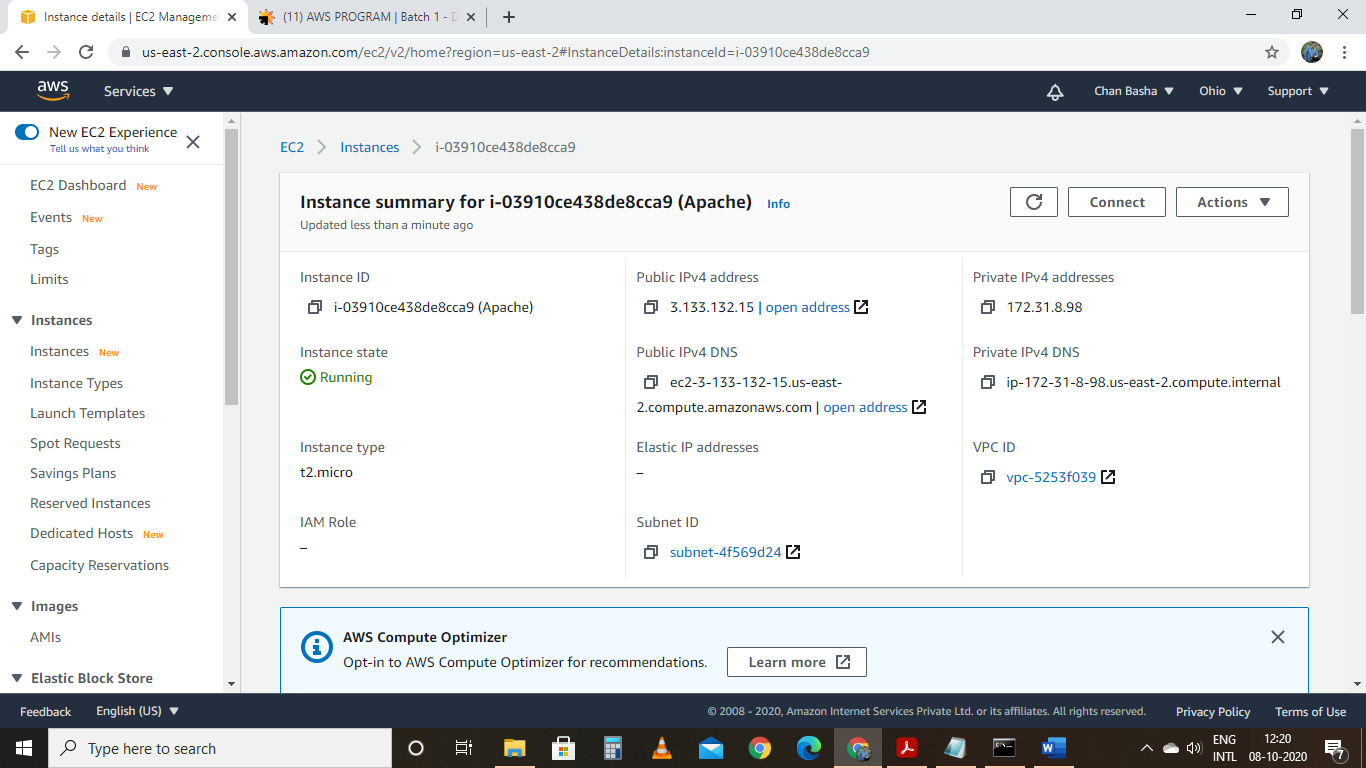 Instance details | EC2 Manageme
(11) AWS PROGRAM | Batch 1 - D
us-east-2.console.aws.amazon.com/ec2/v2/home?region=us-east-2#InstanceDetails:instanceId=i-03910ce438de8cca9
aws Services Chan Basha Ohio Support
New EC2 Experience
Tell us what you think
EC2 Dashboard New
Events New
Tags
Limits
Instances
Instances New
Instance Types
Launch Templates
Spot Requests
Savings Plans
Reserved Instances
Dedicated Hosts New
Capacity Reservations
Images
AMIs
Elastic Block Store
EC2 > Instances > i-03910ce438de8cca9
Instance summary for i-03910ce438de8cca9 (Apache) Info
Updated less than a minute ago
Connect
Actions
Instance ID
i-03910ce438de8cca9 (Apache)
Instance state
Running
Instance type
t2.micro
IAM Role
–
Public IPv4 address
3.133.132.15 | open address
Public IPv4 DNS
ec2-3-133-132-15.us-east-
2.compute.amazonaws.com | open address
Elastic IP addresses
–
Subnet ID
subnet-4f569d24
Private IPv4 addresses
172.31.8.98
Private IPv4 DNS
ip-172-31-8-98.us-east-2.compute.internal
VPC ID
vpc-5253f039
AWS Compute Optimizer
Opt-in to AWS Compute Optimizer for recommendations.
Learn more
Feedback English (US) © 2008 - 2020, Amazon Internet Services Private Ltd. or its affiliates. All rights reserved. Privacy Policy Terms of Use
Type here to search
ENG
INTL
12:20
08-10-2020
7